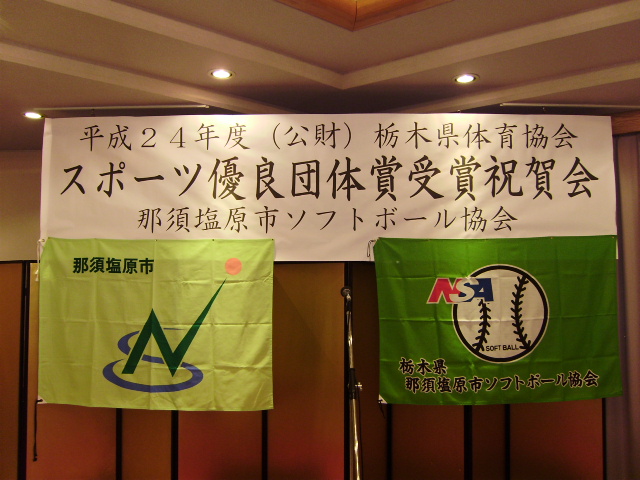 平成２４年度（公財）栃木県体育協会
スポーツ優良団体賞受賞祝賀会
那須塩原市ソフトボール協会
那須塩原市
NSA
SOFT BALL
栃木県
那須塩原市ソフトボール協会